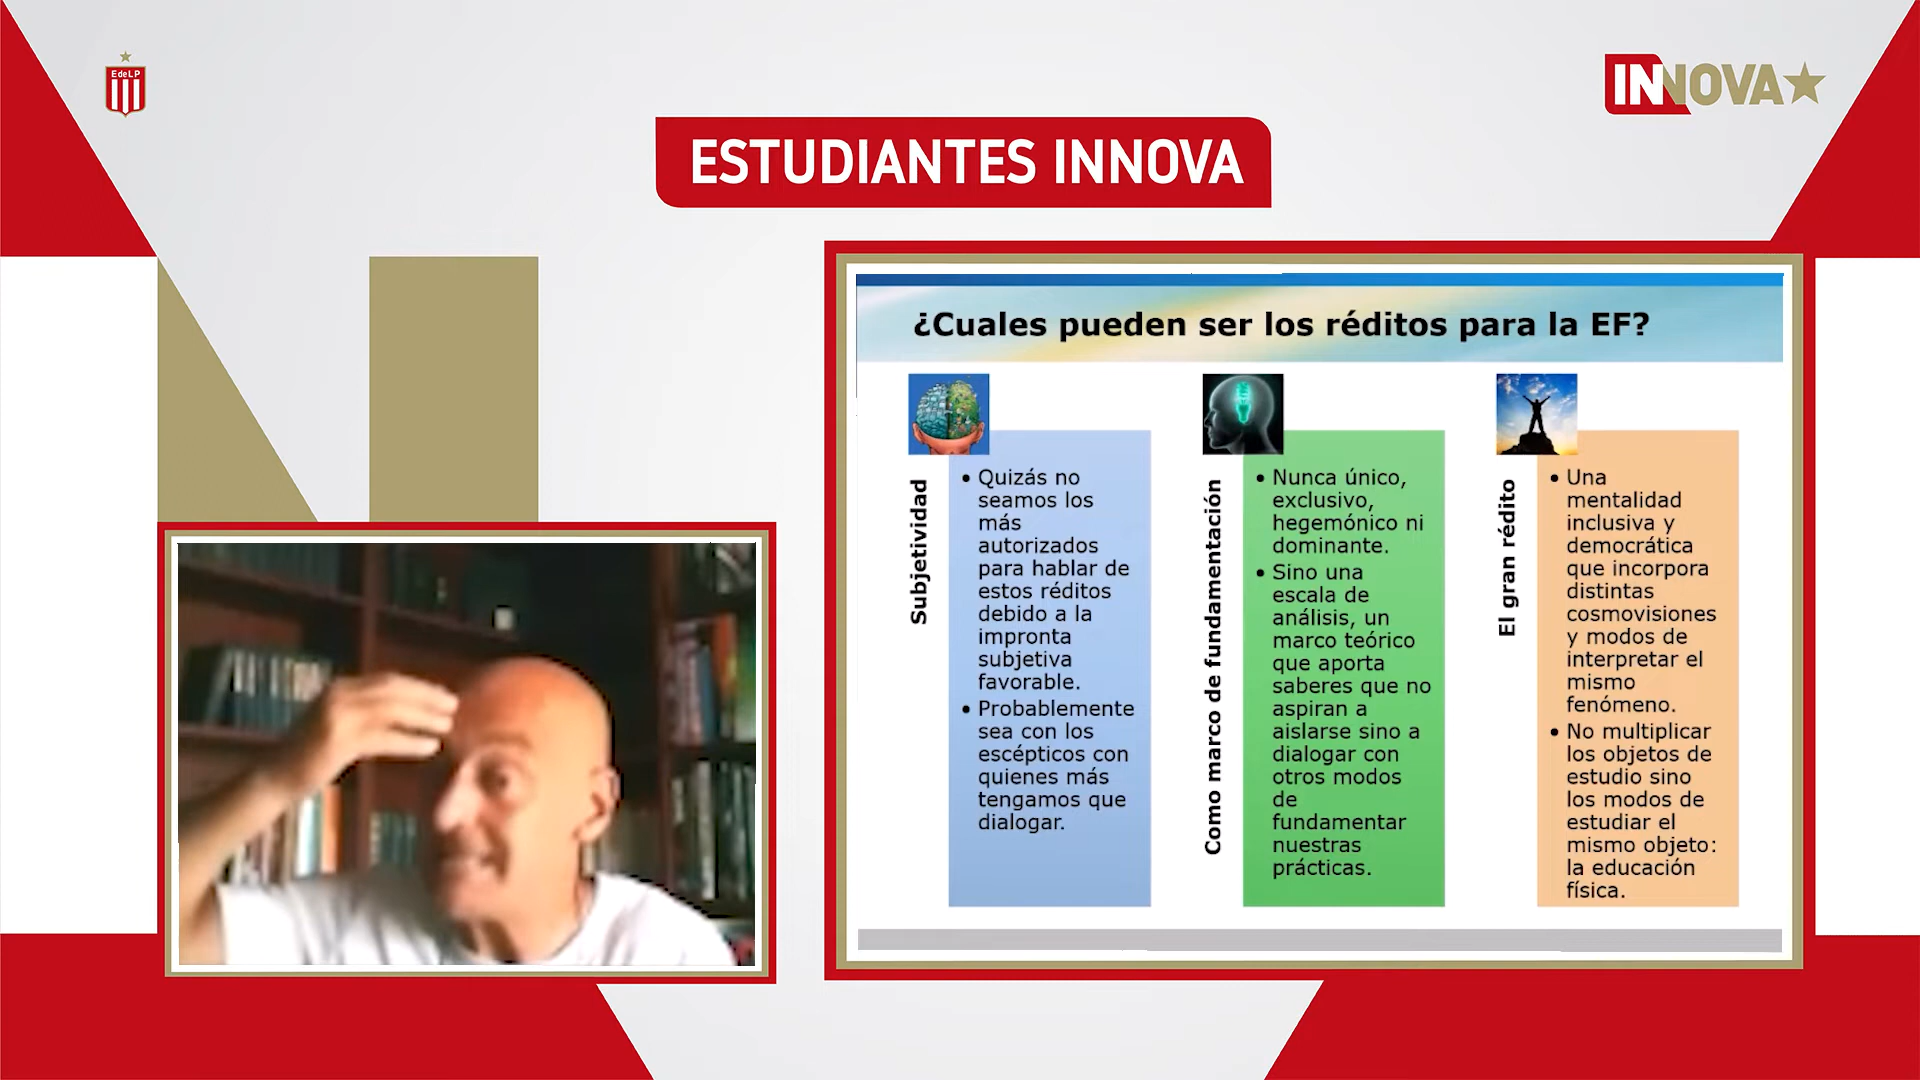 EdeLP
INNOVA
ESTUDIANTES INNOVA
¿Cuales pueden ser los réditos para la EF?
Subjetividad
• Quizás no
seamos los
más
autorizados
para hablar de
estos réditos
debido a la
impronta
subjetiva
favorable.
• Probablemente
sea con los
escépticos con
quienes más
tengamos que
dialogar.
Como marco de fundamentación
• Nunca único,
exclusivo,
hegemónico ni
dominante.
• Sino una
escala de
análisis, un
marco teórico
que aporta
saberes que no
aspiran a
aislarse sino a
dialogar con
otros modos
de
fundamentar
nuestras
prácticas.
El gran rédito
• Una
mentalidad
inclusiva y
democrática
que incorpora
distintas
cosmovisiones
y modos de
interpretar el
mismo
fenómeno.
• No multiplicar
los objetos de
estudio sino
los modos de
estudiar el
mismo objeto:
la educación
física.